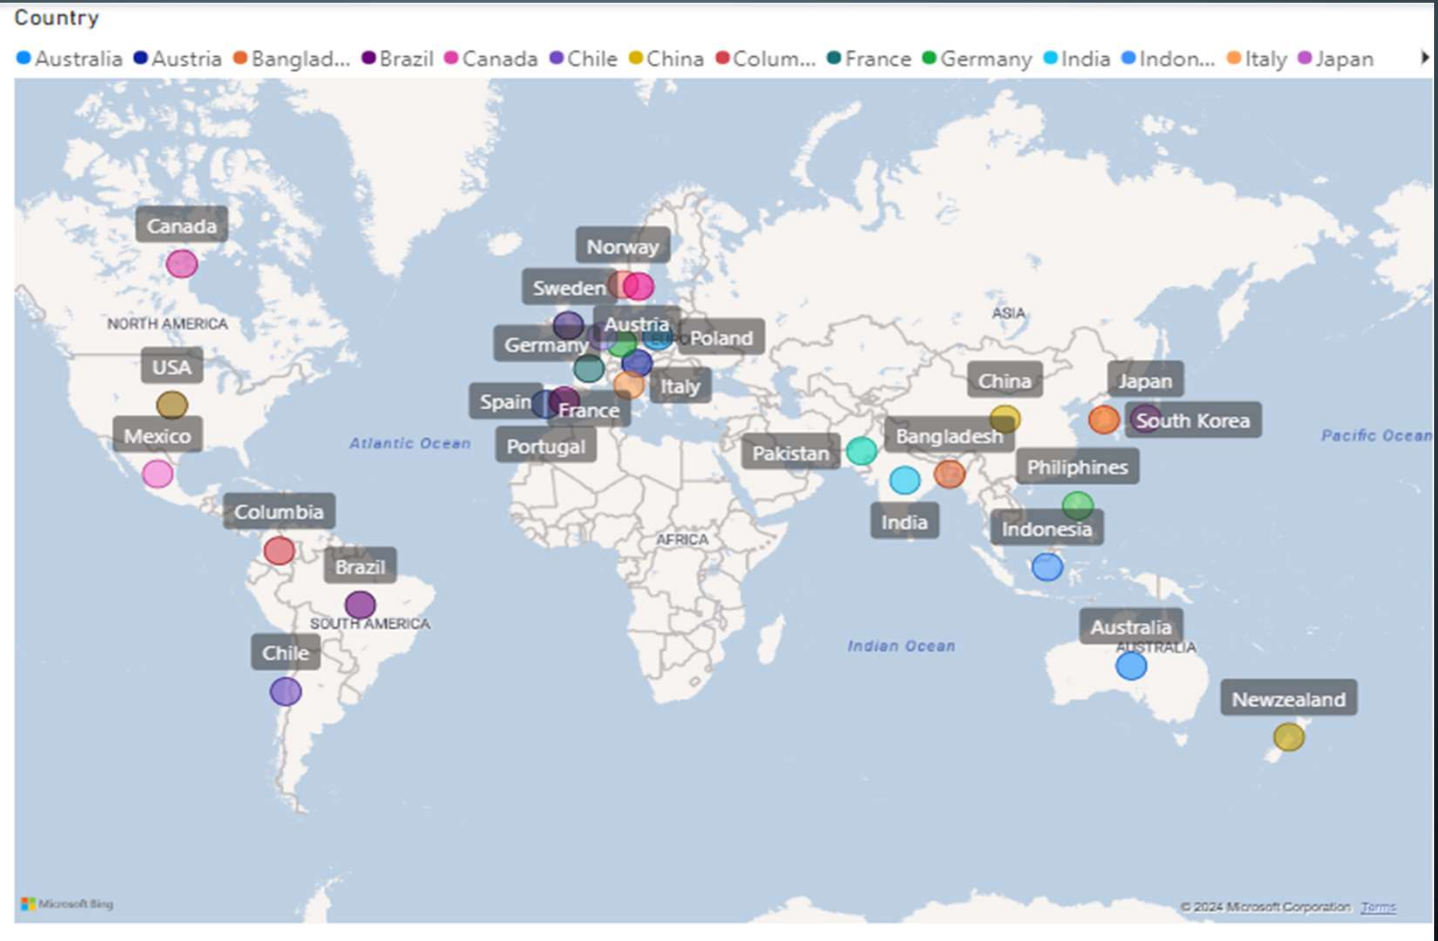 Country
Australia Austria Banglad... Brazil Canada Chile China Colum... France Germany India Indon... Italy Japan
Canada
Norway
Sweden
NORTH AMERICA
ASIA
Austria
Germany
Poland
USA
China
Japan
Italy
Spain
France
South Korea
Mexico
Atlantic Ocean
Bangladesh
Pacific Ocean
Portugal
Pakistan
Philiphines
Columbia
India
Indonesia
AFRICA
Brazil
SOUTH AMERICA
Australia
AUSTRALIA
Chile
Indian Ocean
Newzealand
Microsoft Bing
© 2024 Microsoft Corporation Terms